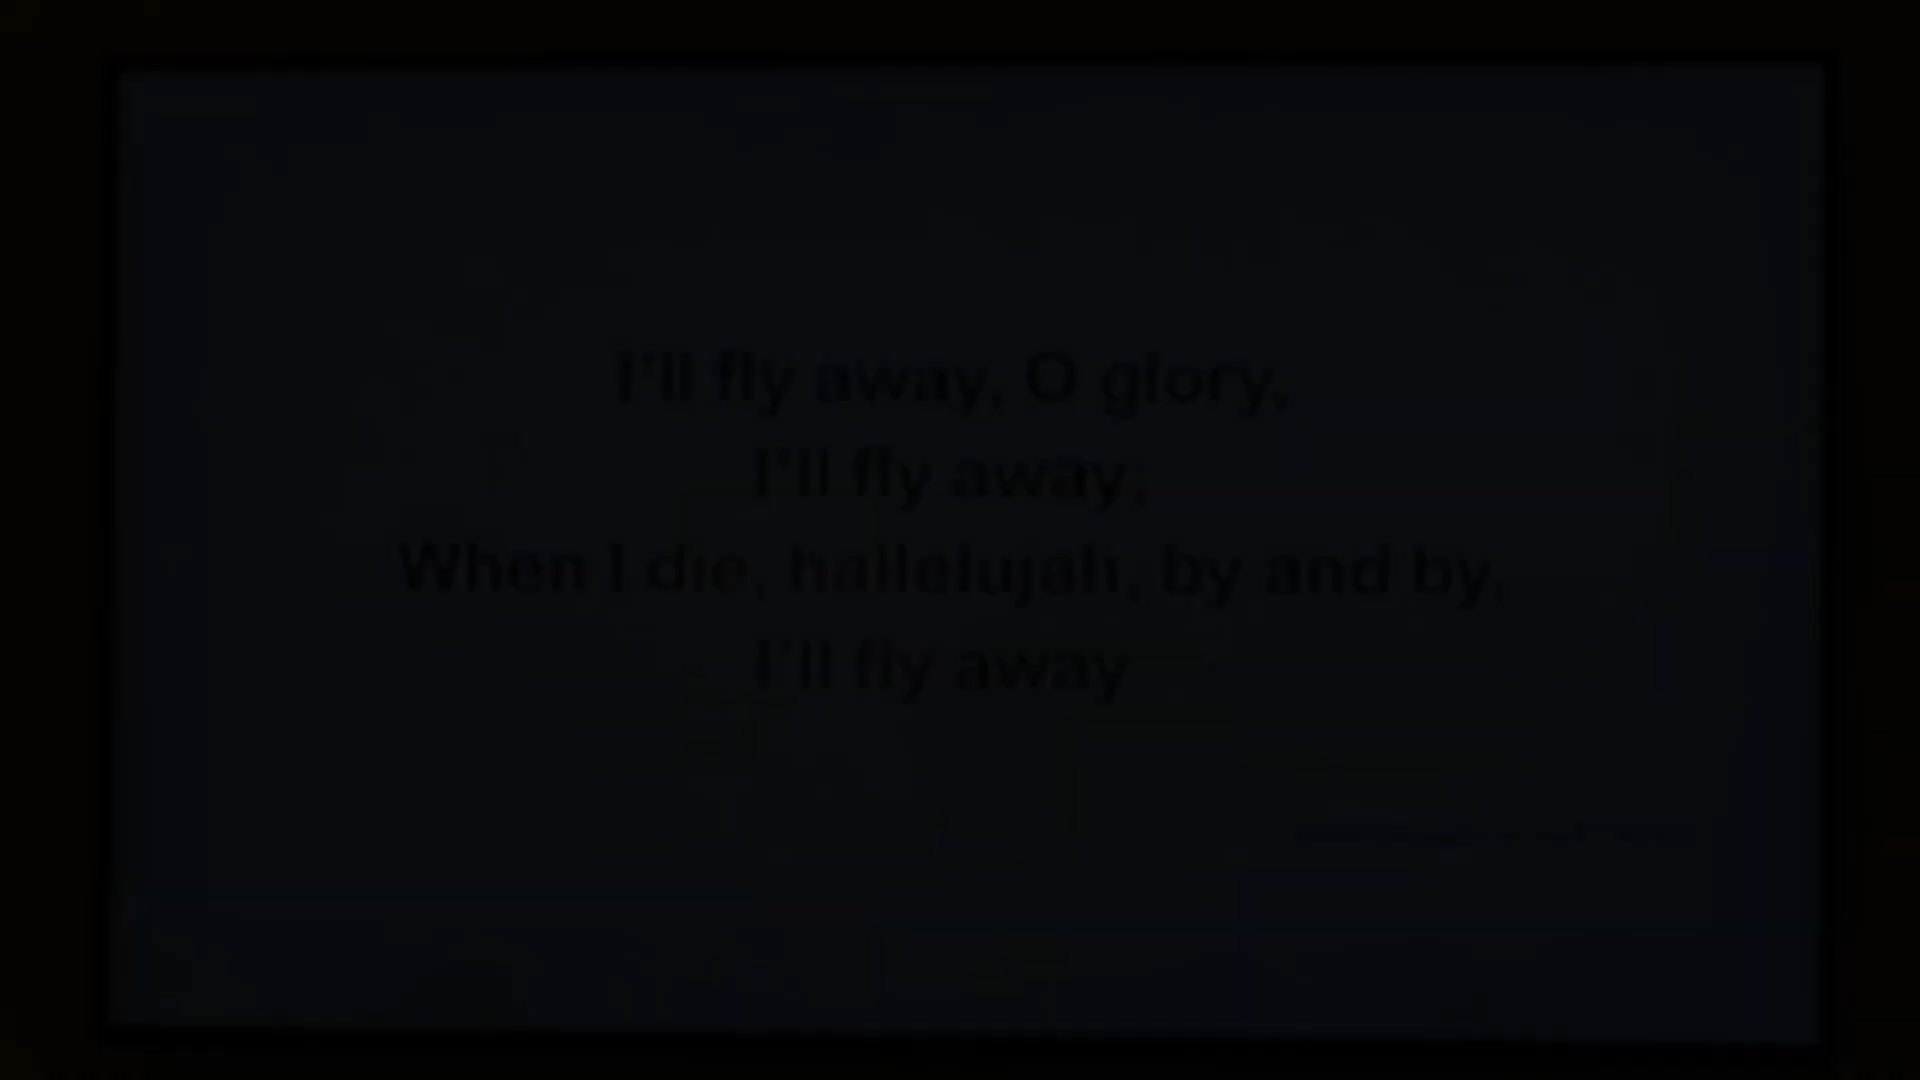 I'll fly away, O glory,
I'll fly away;
When I die, hallelujah, by and by,
I'll fly away